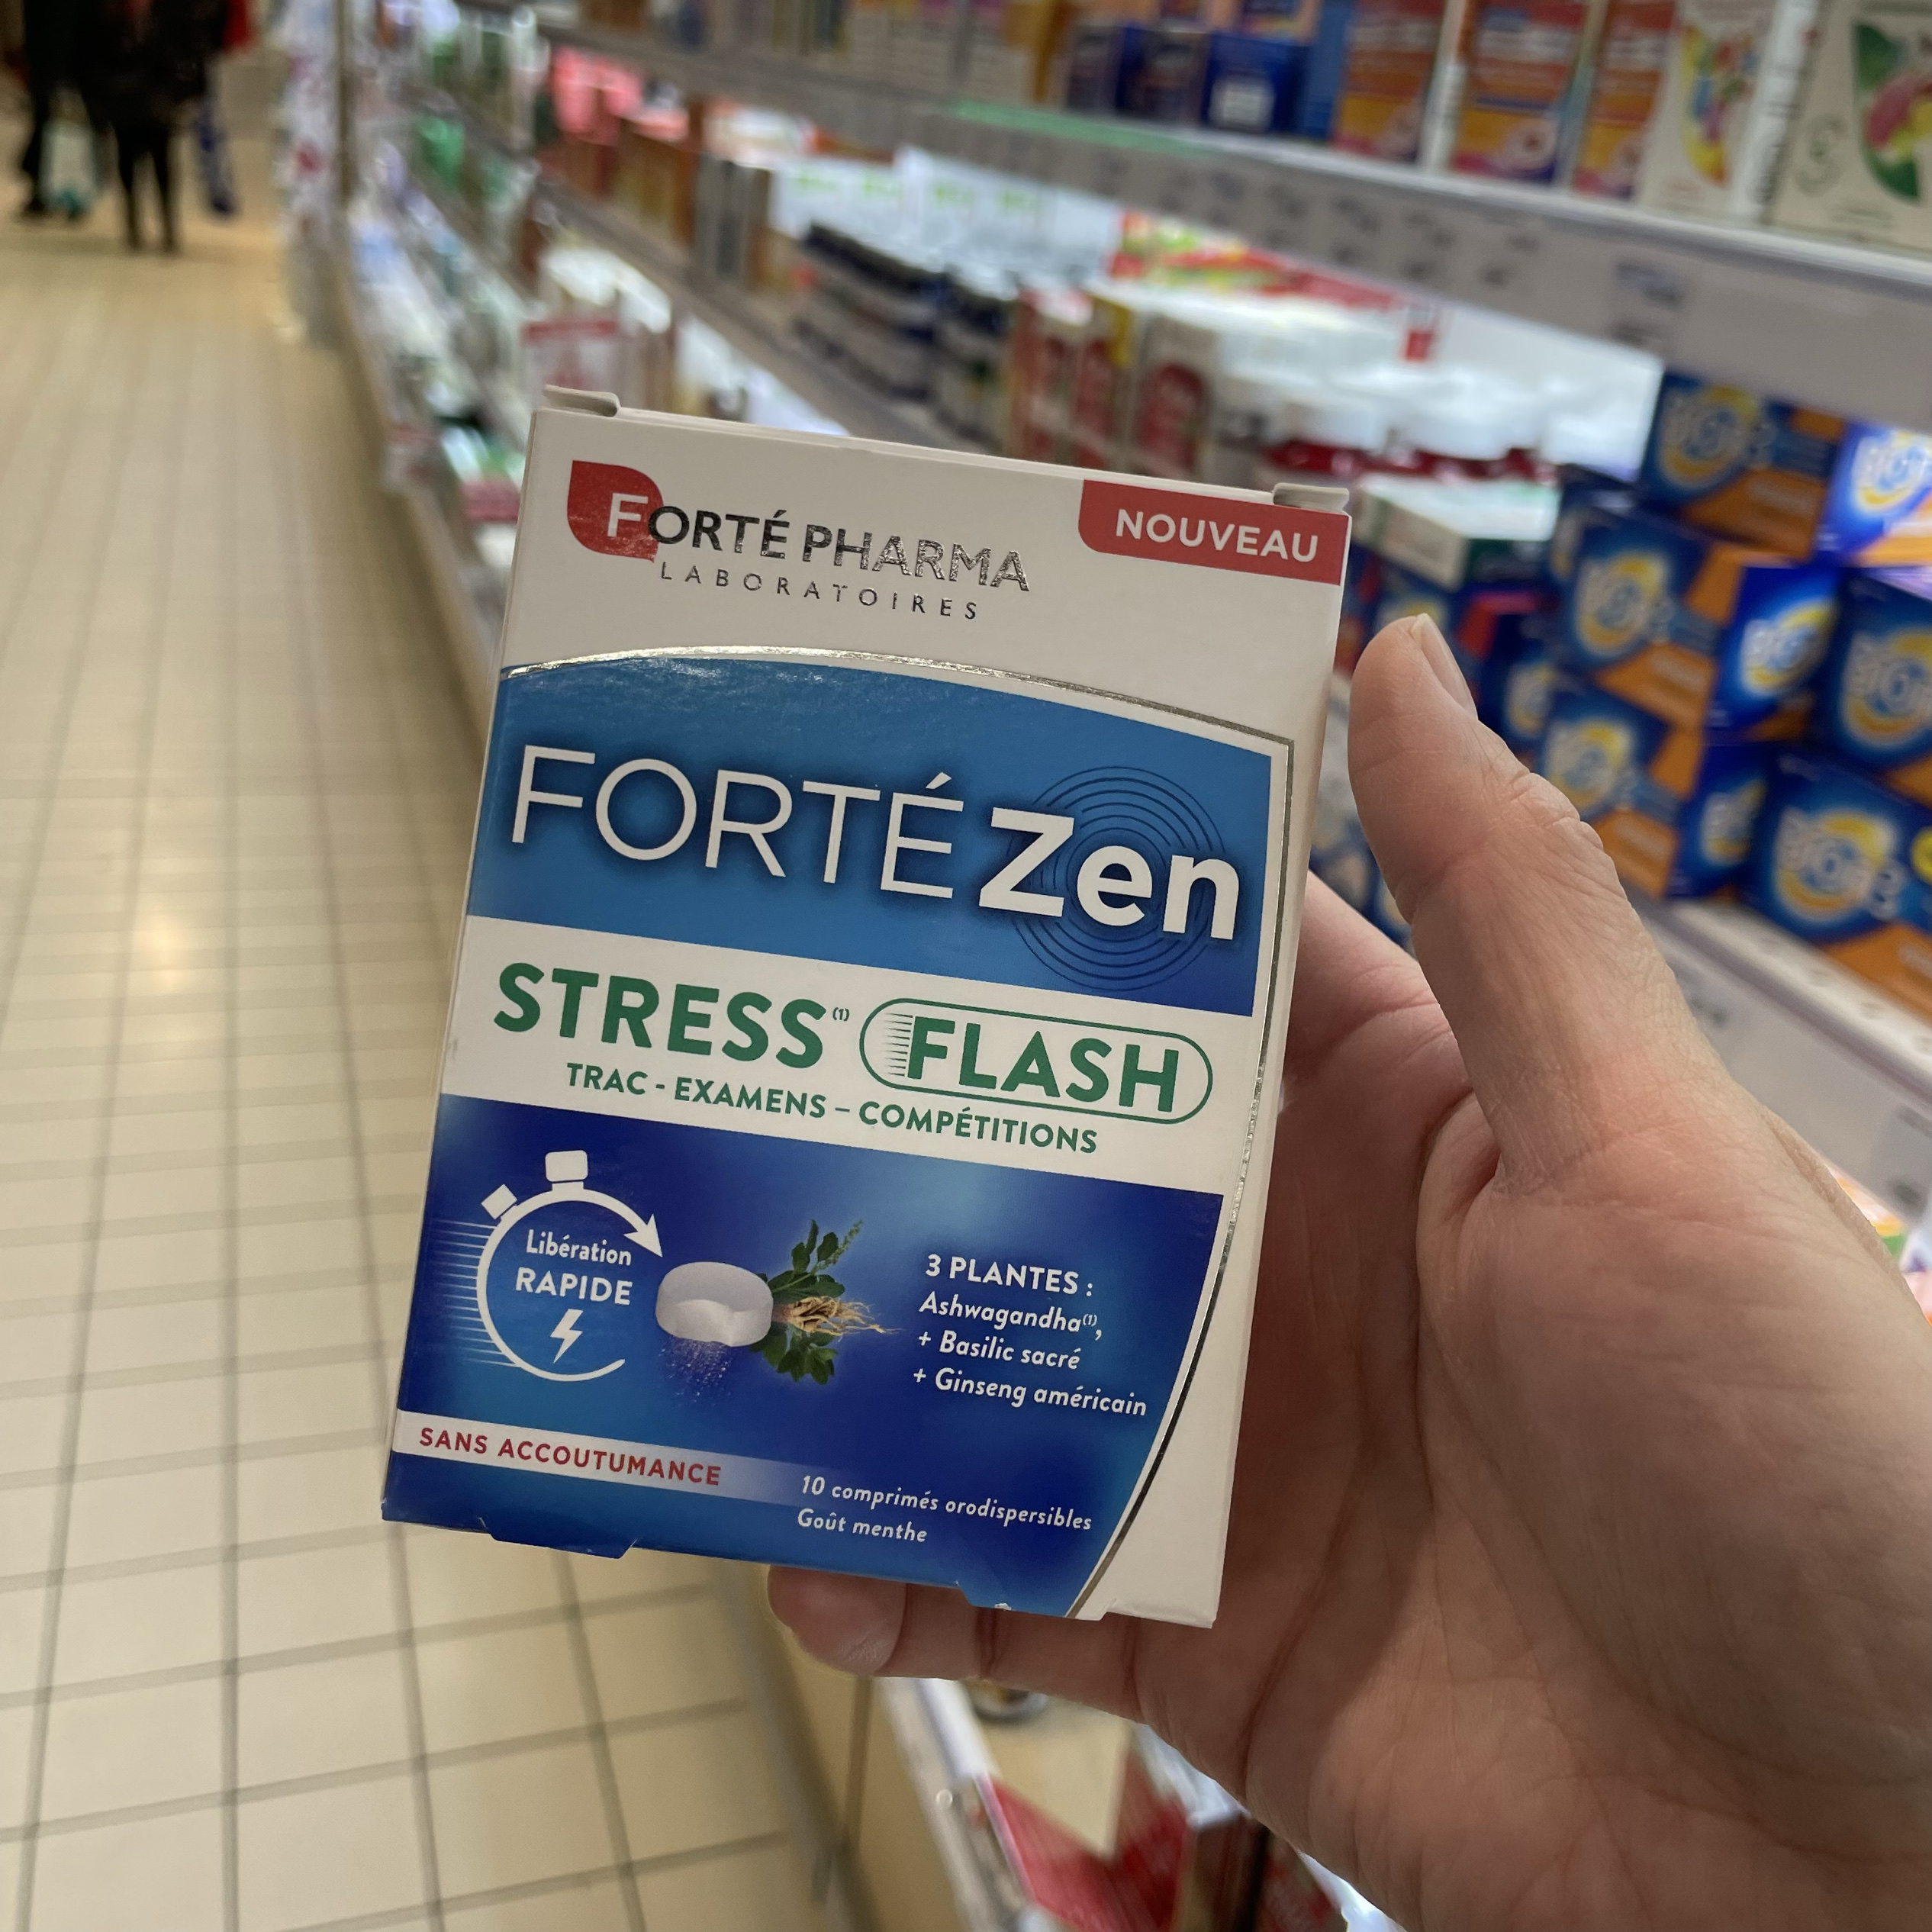 FORTÉ PHARMA
LABORATOIRES
NOUVEAU
FORTÉ Zen
STRESS(1) FLASH
TRAC - EXAMENS – COMPÉTITIONS
Libération
RAPIDE
3 PLANTES :
Ashwagandha(1),
+ Basilic sacré
+ Ginseng américain
SANS ACCOUTUMANCE
10 comprimés orodispersibles
Goût menthe